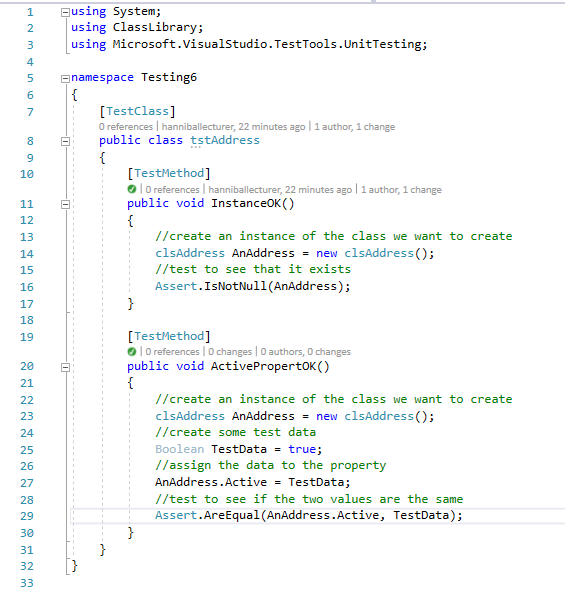 1 using System;
2 using ClassLibrary;
3 using Microsoft.VisualStudio.TestTools.UnitTesting;
4
5 namespace Testing6
6 {
7 [TestClass]
0 references | hanniballecturer, 22 minutes ago | 1 author, 1 change
8 public class tstAddress
9 {
10 [TestMethod]
| 0 references | hanniballecturer, 22 minutes ago | 1 author, 1 change
11 public void InstanceOK()
12 {
13 //create an instance of the class we want to create
14 clsAddress AnAddress = new clsAddress();
15 //test to see that it exists
16 Assert.IsNotNull(AnAddress);
17 }
18
19 [TestMethod]
| 0 references | 0 changes | 0 authors, 0 changes
20 public void ActivePropertOK()
21 {
22 //create an instance of the class we want to create
23 clsAddress AnAddress = new clsAddress();
24 //create some test data
25 Boolean TestData = true;
26 //assign the data to the property
27 AnAddress.Active = TestData;
28 //test to see if the two values are the same
29 Assert.AreEqual(AnAddress.Active, TestData);
30 }
31 }
32 }
33